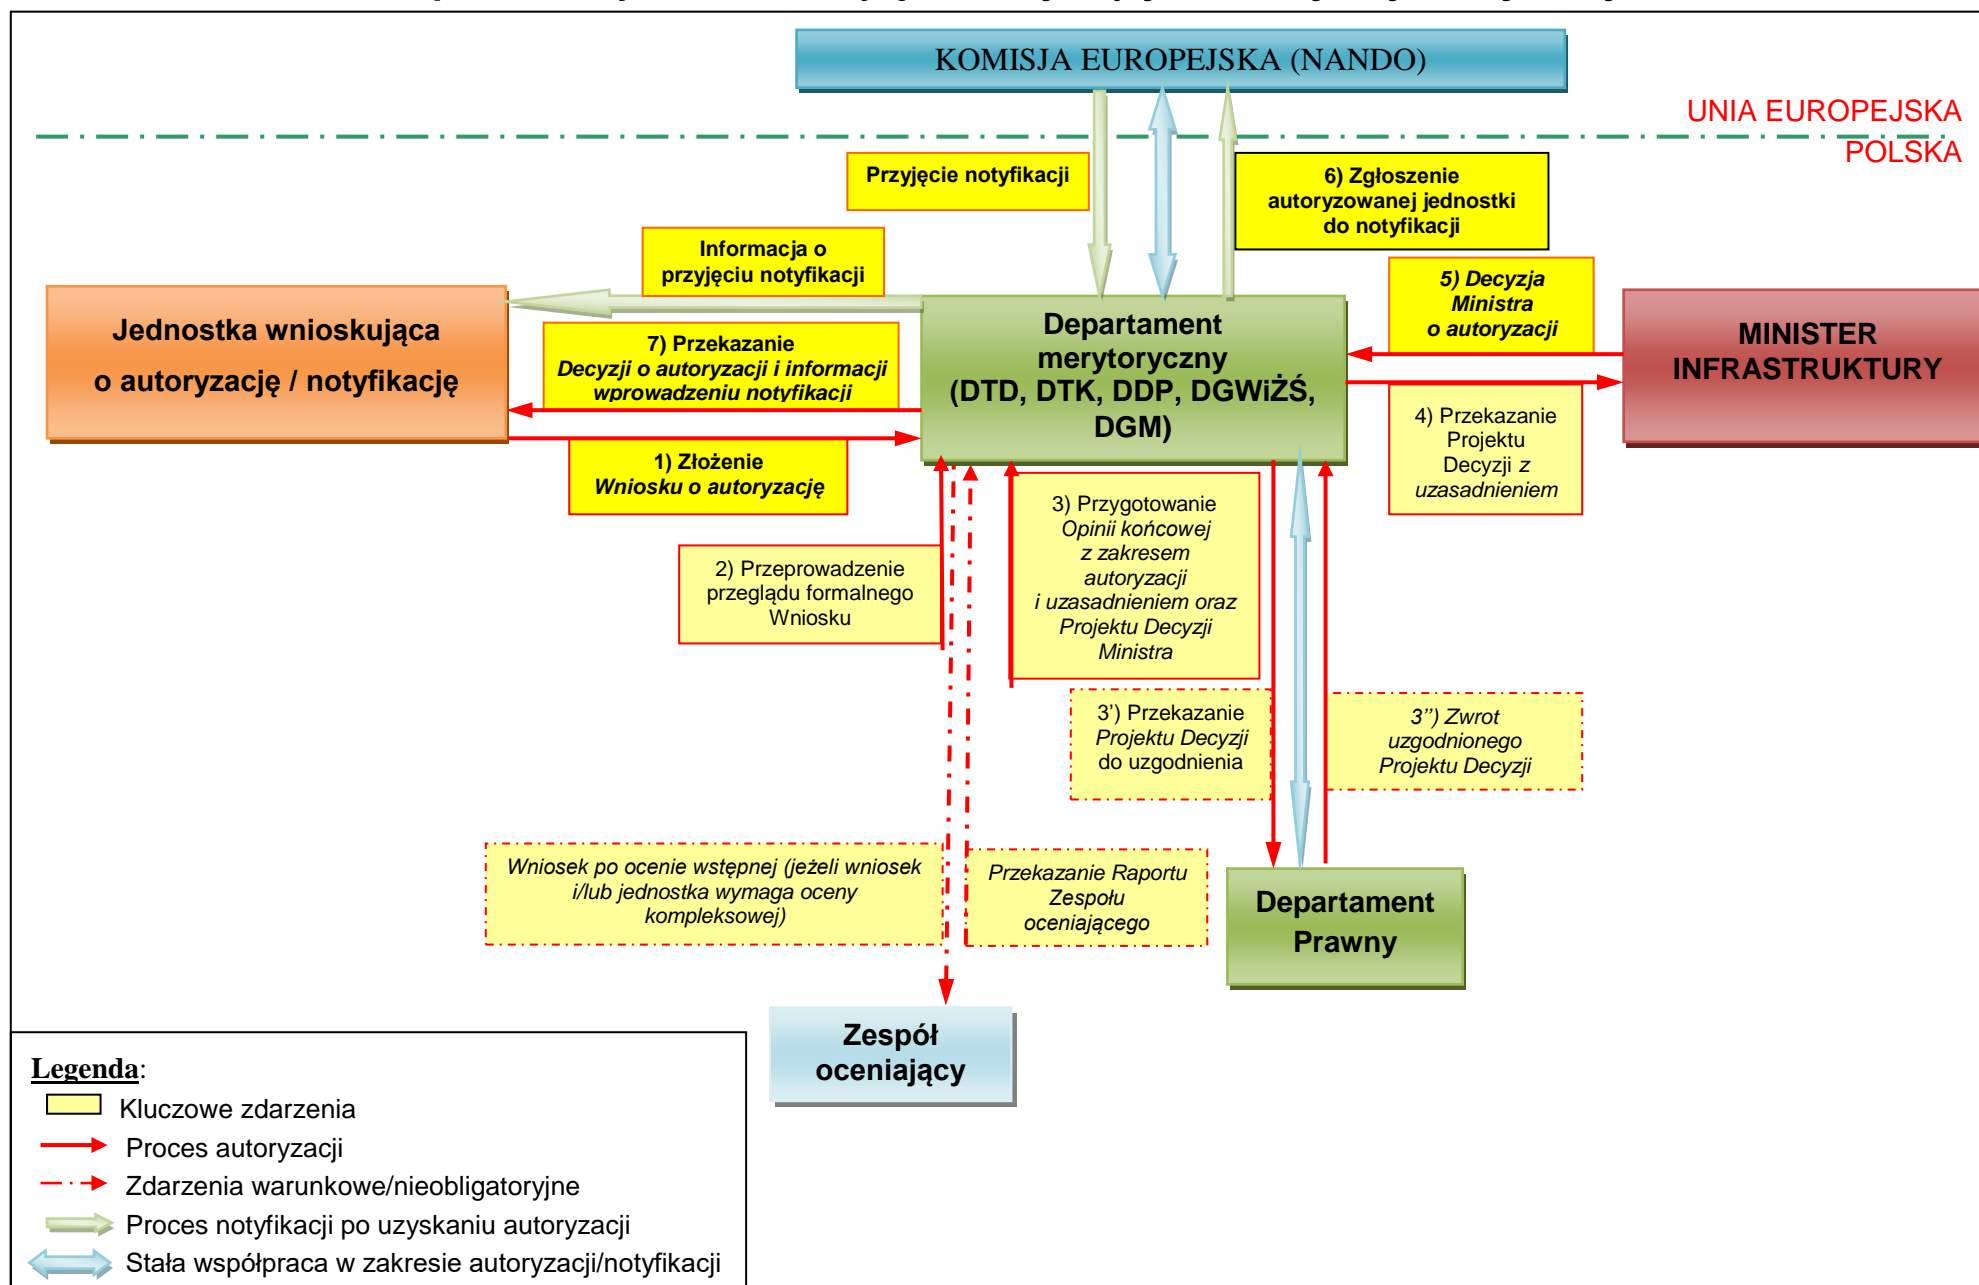 KOMISJA EUROPEJSKA (NANDO)
UNIA EUROPEJSKA
POLSKA
Przyjęcie notyfikacji
6) Zgłoszenie
autoryzowanej jednostki
do notyfikacji
Informacja o
przyjęciu notyfikacji
5) Decyzja
Ministra
o autoryzacji
Jednostka wnioskująca
o autoryzację / notyfikację
7) Przekazanie
Decyzji o autoryzacji i informacji
wprowadzeniu notyfikacji
Departament
merytoryczny
(DTD, DTK, DDP, DGWiŻŚ,
DGM)
MINISTER
INFRASTRUKTURY
1) Złożenie
Wniosku o autoryzację
4) Przekazanie
Projektu
Decyzji z
uzasadnieniem
2) Przeprowadzenie
przeglądu formalnego
Wniosku
3) Przygotowanie
Opinii końcowej
z zakresem
autoryzacji
i uzasadnieniem oraz
Projektu Decyzji
Ministra
3') Przekazanie
Projektu Decyzji
do uzgodnienia
3'') Zwrot
uzgodnionego
Projektu Decyzji
Wniosek po ocenie wstępnej (jeżeli wniosek
i/lub jednostka wymaga oceny
kompleksowej)
Przekazanie Raportu
Zespołu
oceniającego
Departament
Prawny
Zespół
oceniający
Legenda:
Kluczowe zdarzenia
Proces autoryzacji
Zdarzenia warunkowe/nieobligatoryjne
Proces notyfikacji po uzyskaniu autoryzacji
Stała współpraca w zakresie autoryzacji/notyfikacji